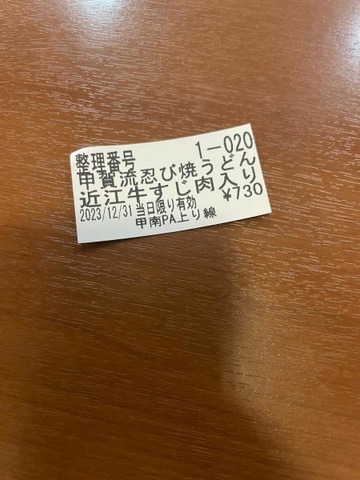 整理番号 1-020
甲賀流忍び焼うどん
近江牛すじ肉入り
¥730
2023/12/31 当日限り有効
甲南PA上り線